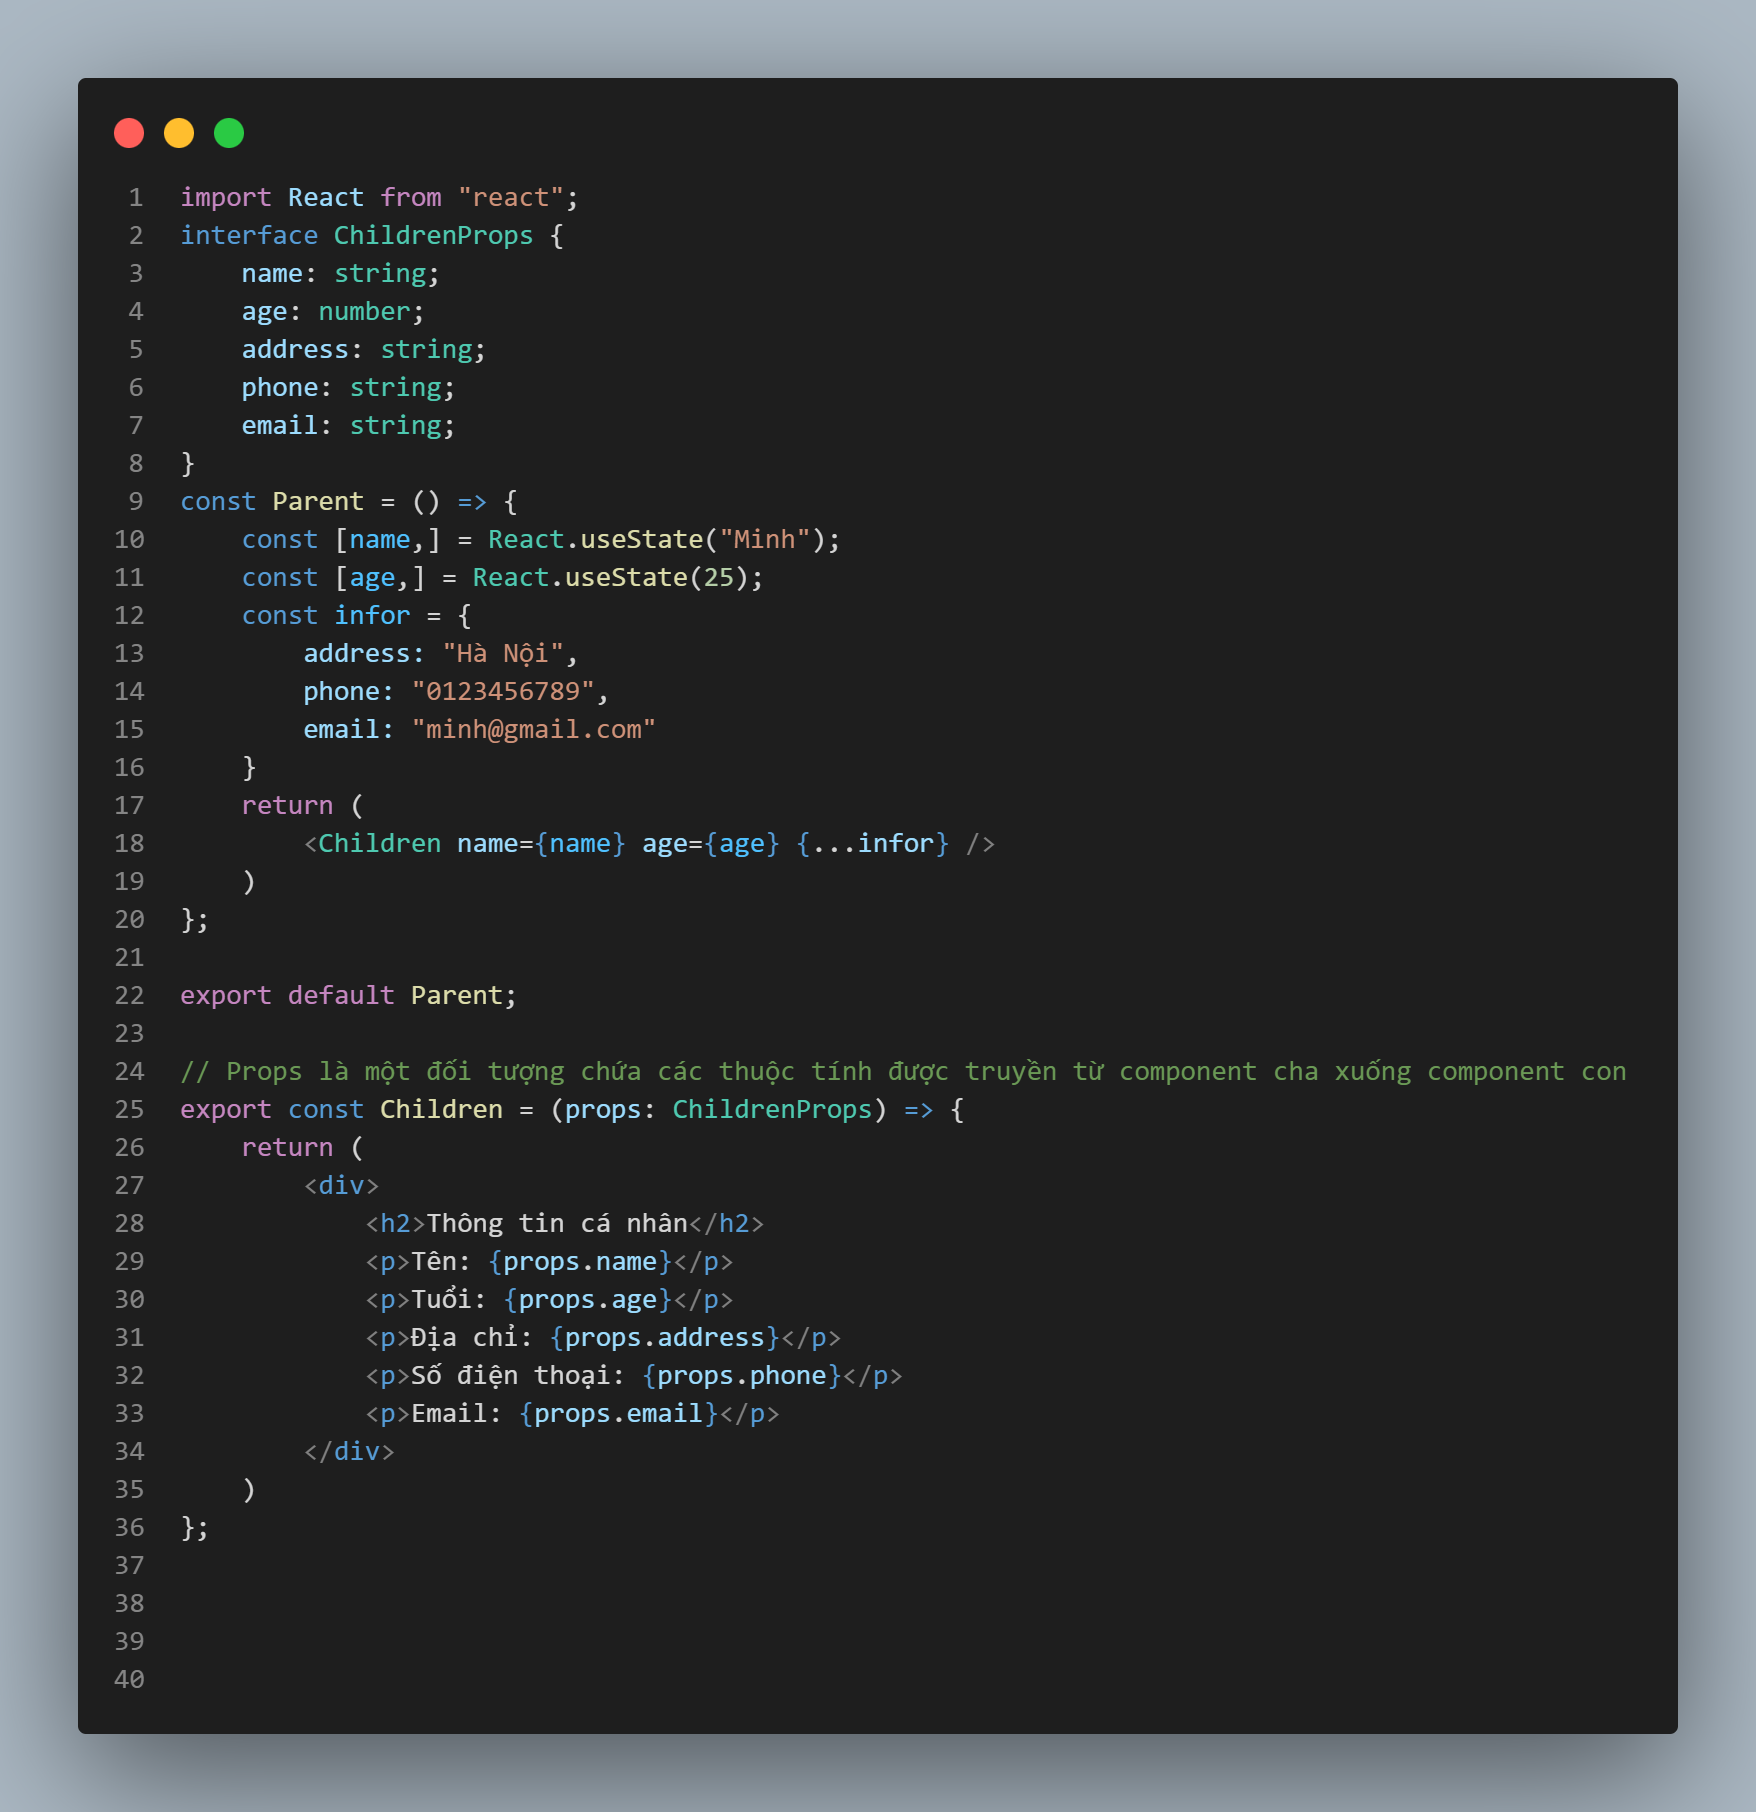 1 import React from "react";
2 interface ChildrenProps {
3     name: string;
4     age: number;
5     address: string;
6     phone: string;
7     email: string;
8 }
9 const Parent = () => {
10     const [name,] = React.useState("Minh");
11     const [age,] = React.useState(25);
12     const infor = {
13         address: "Hà Nội",
14         phone: "0123456789",
15         email: "minh@gmail.com"
16     }
17     return (
18         <Children name={name} age={age} {...infor} />
19     )
20 };
21
22 export default Parent;
23
24 // Props là một đối tượng chứa các thuộc tính được truyền từ component cha xuống component con
25 export const Children = (props: ChildrenProps) => {
26     return (
27         <div>
28             <h2>Thông tin cá nhân</h2>
29             <p>Tên: {props.name}</p>
30             <p>Tuổi: {props.age}</p>
31             <p>Địa chỉ: {props.address}</p>
32             <p>Số điện thoại: {props.phone}</p>
33             <p>Email: {props.email}</p>
34         </div>
35     )
36 };
37
38
39
40